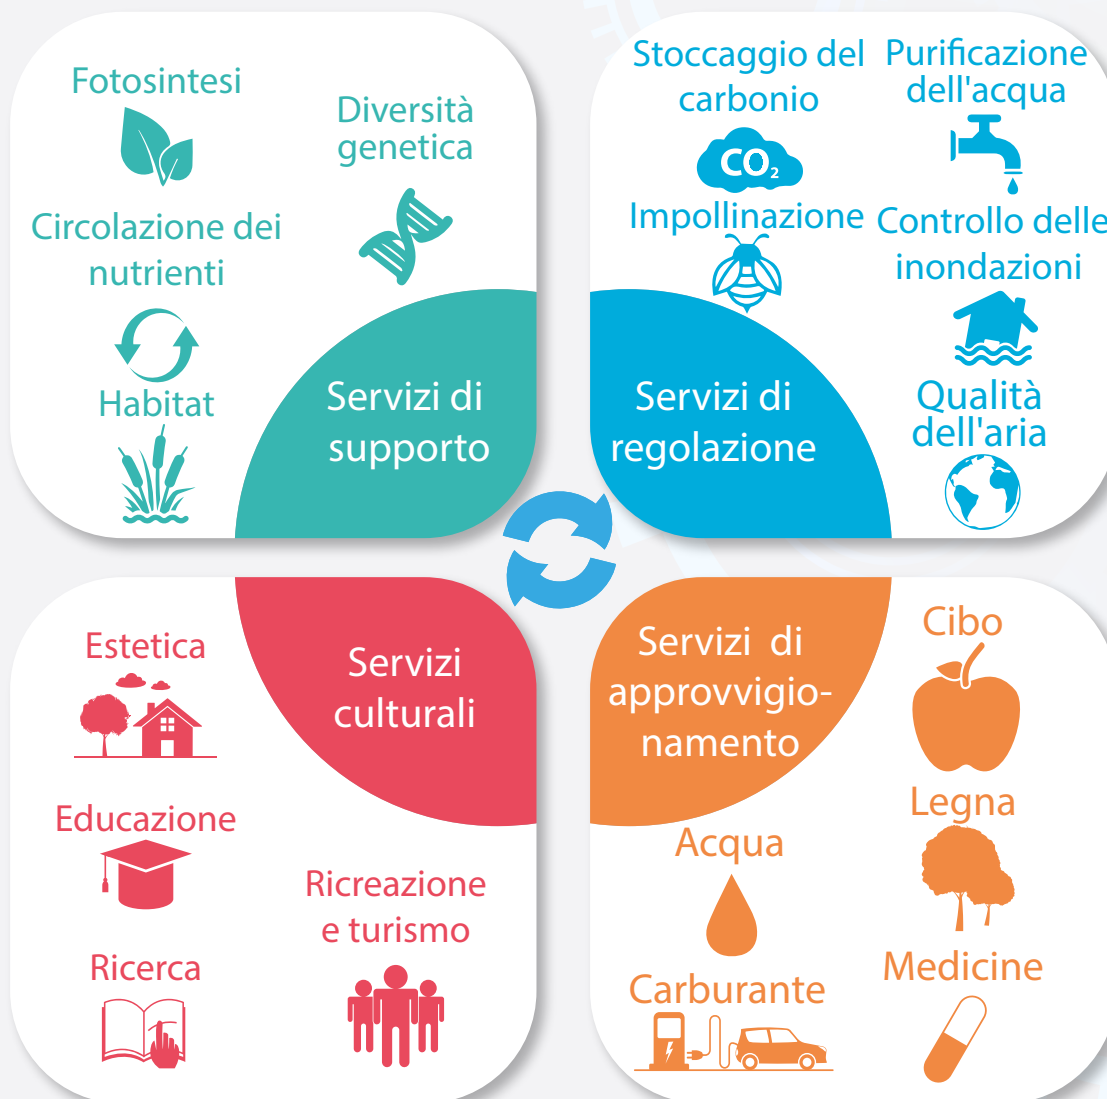 Fotosintesi
Diversità
genetica
Circolazione dei
nutrienti
Habitat
Servizi di
supporto
Stoccaggio del
carbonio
CO₂
Purificazione
dell'acqua
Impollinazione
Controllo delle
inondazioni
Qualità
dell'aria
Servizi di
regolazione
Estetica
Servizi
culturali
Educazione
Ricreazione
e turismo
Ricerca
Servizi di
approvvigio-
namento
Cibo
Legna
Acqua
Medicine
Carburante